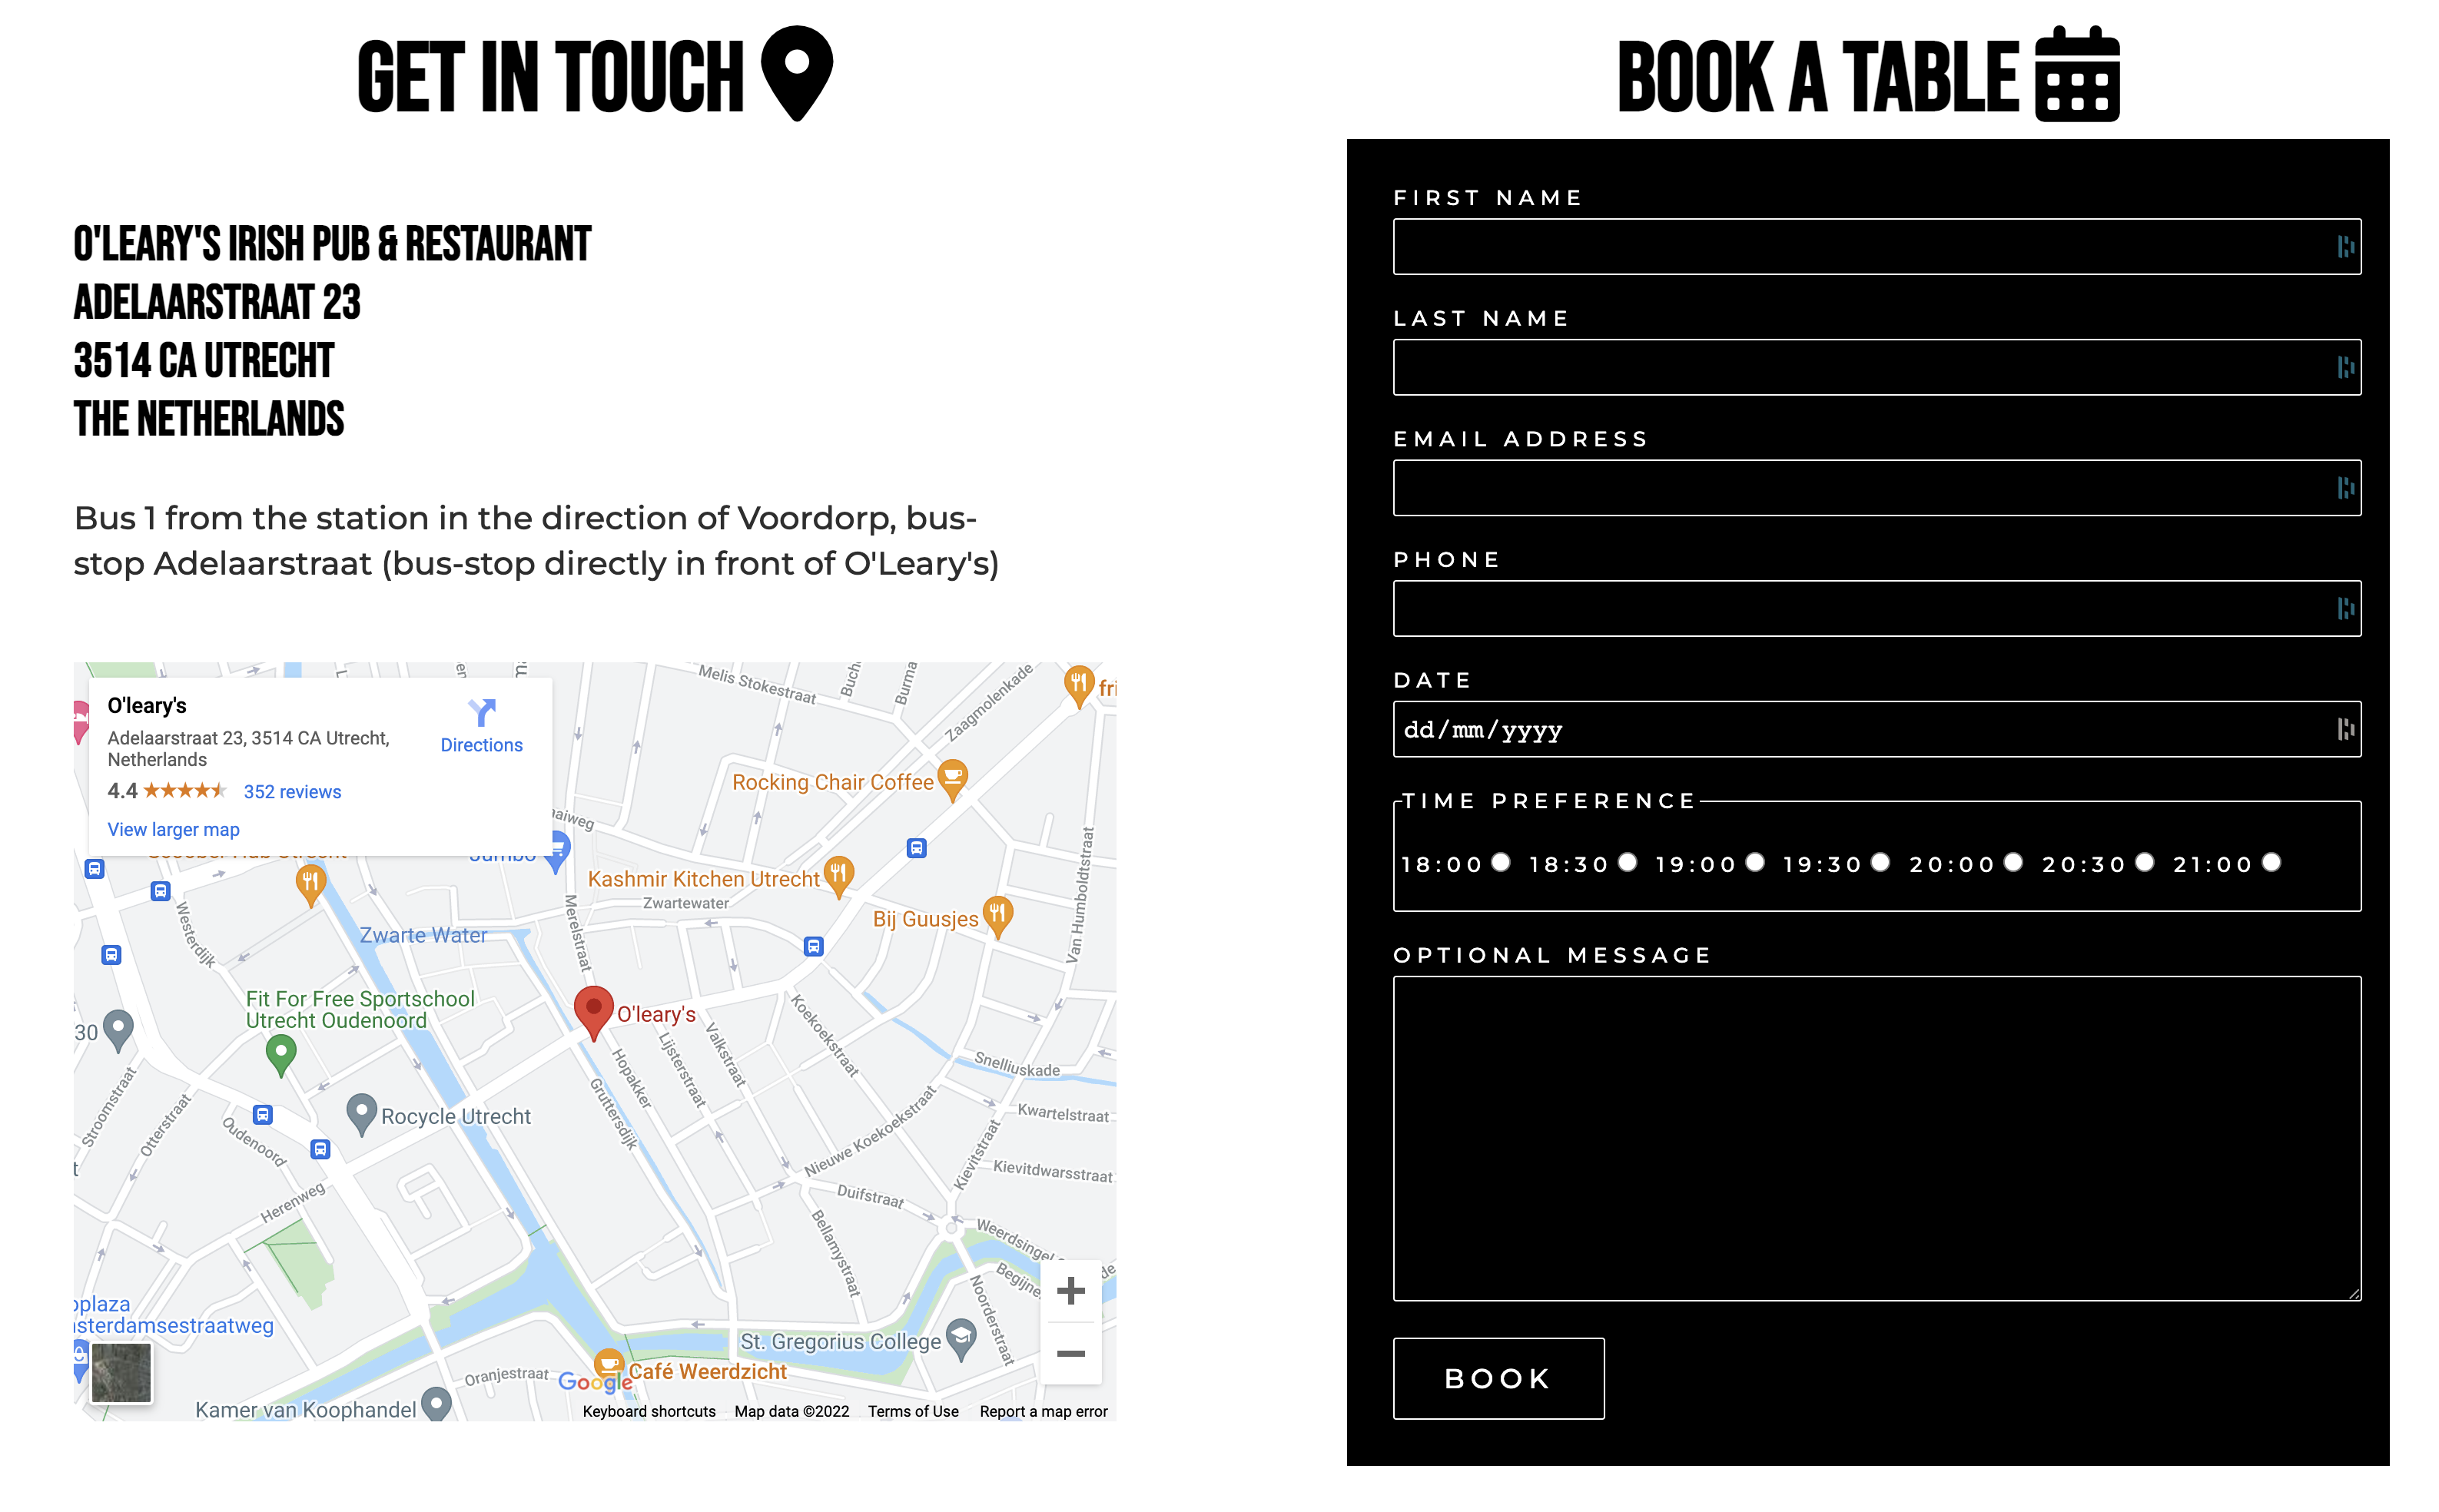 GET IN TOUCH
O'LEARY'S IRISH PUB & RESTAURANT
ADELAARSTRAAT 23
3514 CA UTRECHT
THE NETHERLANDS
Bus 1 from the station in the direction of Voordorp, bus-
stop Adelaarstraat (bus-stop directly in front of O'Leary's)
O'leary's
Adelaarstraat 23, 3514 CA Utrecht,
Netherlands
4.4
352 reviews
View larger map
Directions
Melis Stokestraat
Zaagmolenkade
Rocking Chair Coffee
Kashmir Kitchen Utrecht
Zwartewater
Bij Guusjes
Van Humboldtstraat
Westerdijk
Zwarte Water
Merelstraat
Fit For Free Sportschool
Utrecht Oudenoord
O'leary's
30
Koekoekstraat
Valkstraat
Lijsterstraat
Hopakker
Gruttersdijk
Snelliuskade
Kwartelstraat
Stroomstraat
Otterstraat
Oudenoord
Rocycle Utrecht
Nieuwe Koekoekstraat
Kievitstraat
Kievitdwarsstraat
Herenweg
Duifstraat
Bellamystraat
Weerdsingel
Noorderstraat
St. Gregorius College
Oranjestraat
Café Weerdzicht
Kamer van Koophandel
Google
Keyboard shortcuts
Map data ©2022
Terms of Use
Report a map error
BOOK A TABLE
FIRST NAME
LAST NAME
EMAIL ADDRESS
PHONE
DATE
dd/mm/yyyy
TIME PREFERENCE
18:00 18:30 19:00 19:30 20:00 20:30 21:00
OPTIONAL MESSAGE
BOOK